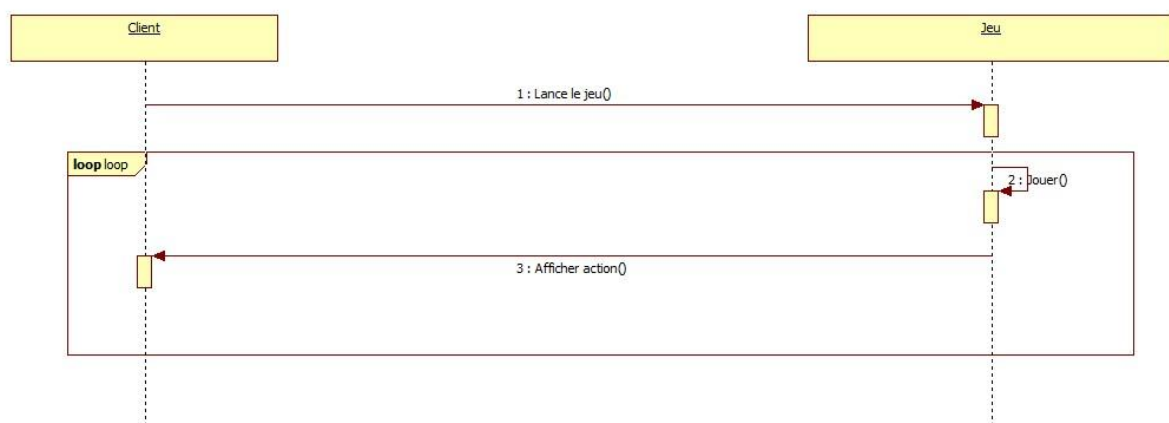 Client
Jeu
1 : Lance le jeu()
loop loop
2 : Jouer()
3 : Afficher action()